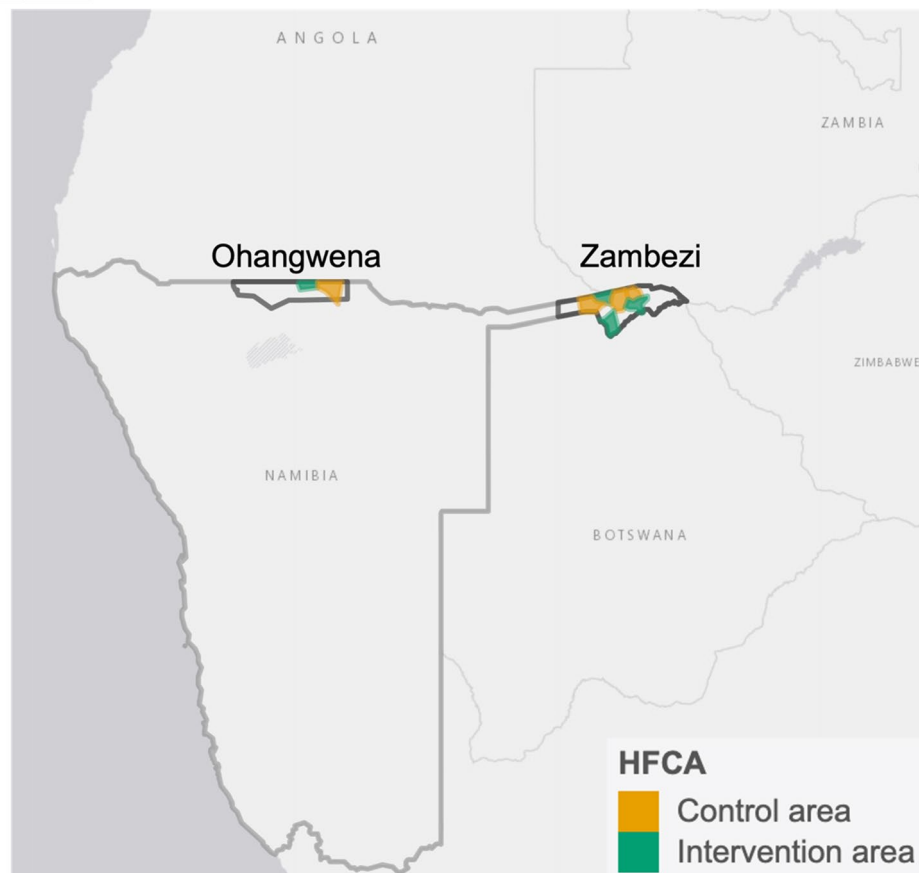 ANGOLA
ZAMBIA
Ohangwena
Zambezi
ZIMBABWE
NAMIBIA
BOTSWANA
HFCA
Control area
Intervention area